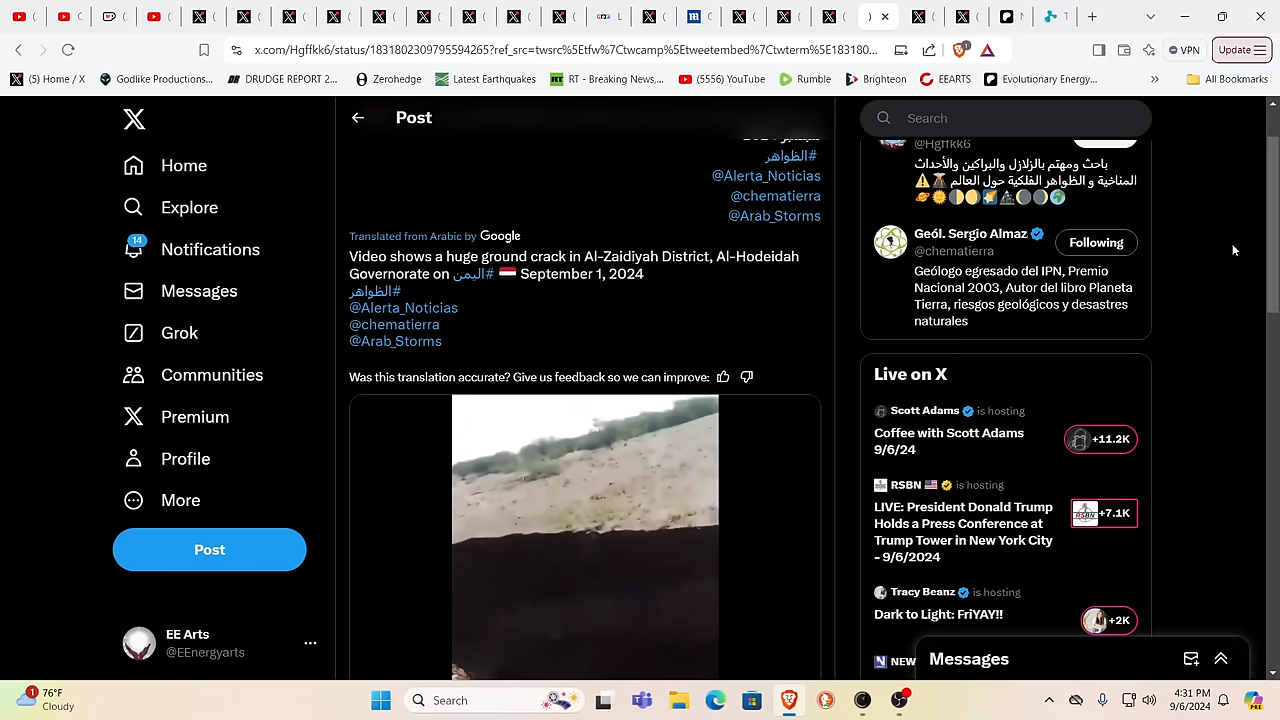 x.com/Hgffkk6/status/1831802309795594265?ref_src=twsrc%5Etfw%7Ctwcamp%5Etweetembed%7Ctwterm%5E183180...
VPN
Update
(5) Home / X
Godlike Productions...
DRUDGE REPORT 2...
Zerohedge
Latest Earthquakes
RT - Breaking News,...
(5556) YouTube
Rumble
Brighteon
EEARTS
Evolutionary Energy...
All Bookmarks
Home
Explore
14
Notifications
Messages
Grok
Communities
Premium
Profile
More
Post
EE Arts
@EEnergyarts
Post
#الظواهر
@Alerta_Noticias
@chematierra
@Arab_Storms
Translated from Arabic by Google
Video shows a huge ground crack in Al-Zaidiyah District, Al-Hodeidah
Governorate on #اليمن 🇾🇪 September 1, 2024
#الظواهر
@Alerta_Noticias
@chematierra
@Arab_Storms
Was this translation accurate? Give us feedback so we can improve:
Search
@Hgffkk6
باحث ومهتم بالزلازل والبراكين والأحداث
المناخية و الظواهر الفلكية حول العالم
Geól. Sergio Almaz
@chematierra
Following
Geólogo egresado del IPN, Premio
Nacional 2003, Autor del libro Planeta
Tierra, riesgos geológicos y desastres
naturales
Live on X
Scott Adams is hosting
Coffee with Scott Adams
9/6/24
+11.2K
RSBN is hosting
LIVE: President Donald Trump
Holds a Press Conference at
Trump Tower in New York City
- 9/6/2024
+7.1K
Tracy Beanz is hosting
Dark to Light: FriYAY!!
+2K
NEW
Messages
1
76°F
Cloudy
Search
4:31 PM
9/6/2024
PRE